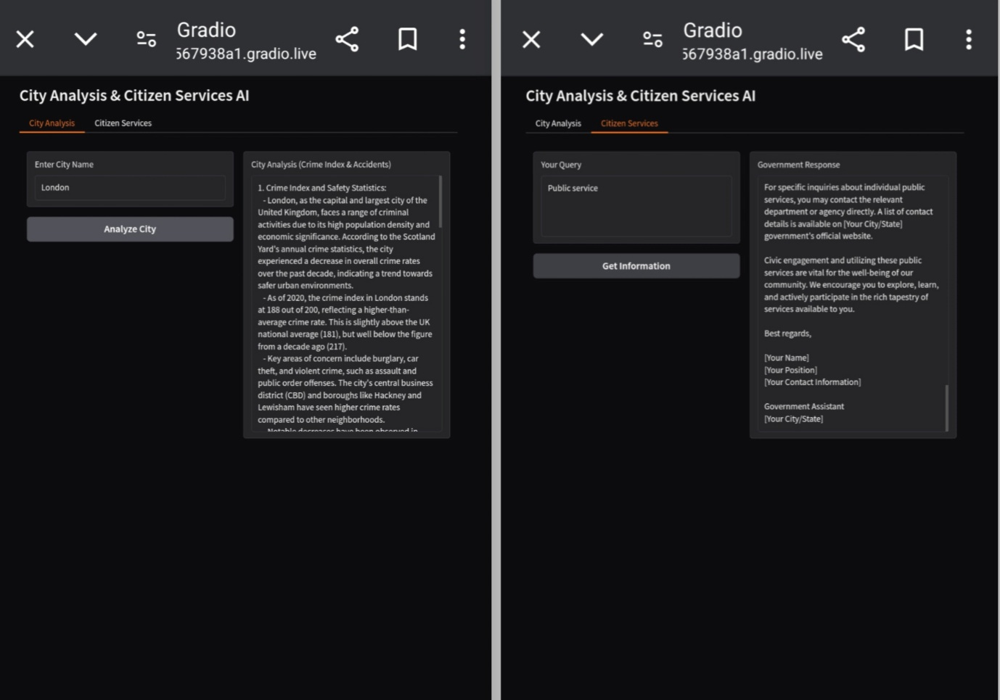 Gradio
567938a1.gradio.live
City Analysis & Citizen Services AI
City Analysis
Citizen Services
Enter City Name
London
Analyze City
City Analysis (Crime Index & Accidents)
1. Crime Index and Safety Statistics:
- London, as the capital and largest city of the
United Kingdom, faces a range of criminal
activities due to its high population density and
economic significance. According to the Scotland
Yard's annual crime statistics, the city
experienced a decrease in overall crime rates
over the past decade, indicating a trend towards
safer urban environments.
- As of 2020, the crime index in London stands
at 188 out of 200, reflecting a higher-than-
average crime rate. This is slightly above the UK
national average (181), but well below the figure
from a decade ago (217).
- Key areas of concern include burglary, car
theft, and violent crime, such as assault and
public order offenses. The city's central business
district (CBD) and boroughs like Hackney and
Lewisham have seen higher crime rates
compared to other neighborhoods.
- Notable decreases have been observed in
Gradio
567938a1.gradio.live
City Analysis & Citizen Services AI
City Analysis
Citizen Services
Your Query
Public service
Get Information
Government Response
For specific inquiries about individual public
services, you may contact the relevant
department or agency directly. A list of contact
details is available on [Your City/State]
government's official website.
Civic engagement and utilizing these public
services are vital for the well-being of our
community. We encourage you to explore, learn,
and actively participate in the rich tapestry of
services available to you.
Best regards,
[Your Name]
[Your Position]
[Your Contact Information]
Government Assistant
[Your City/State]